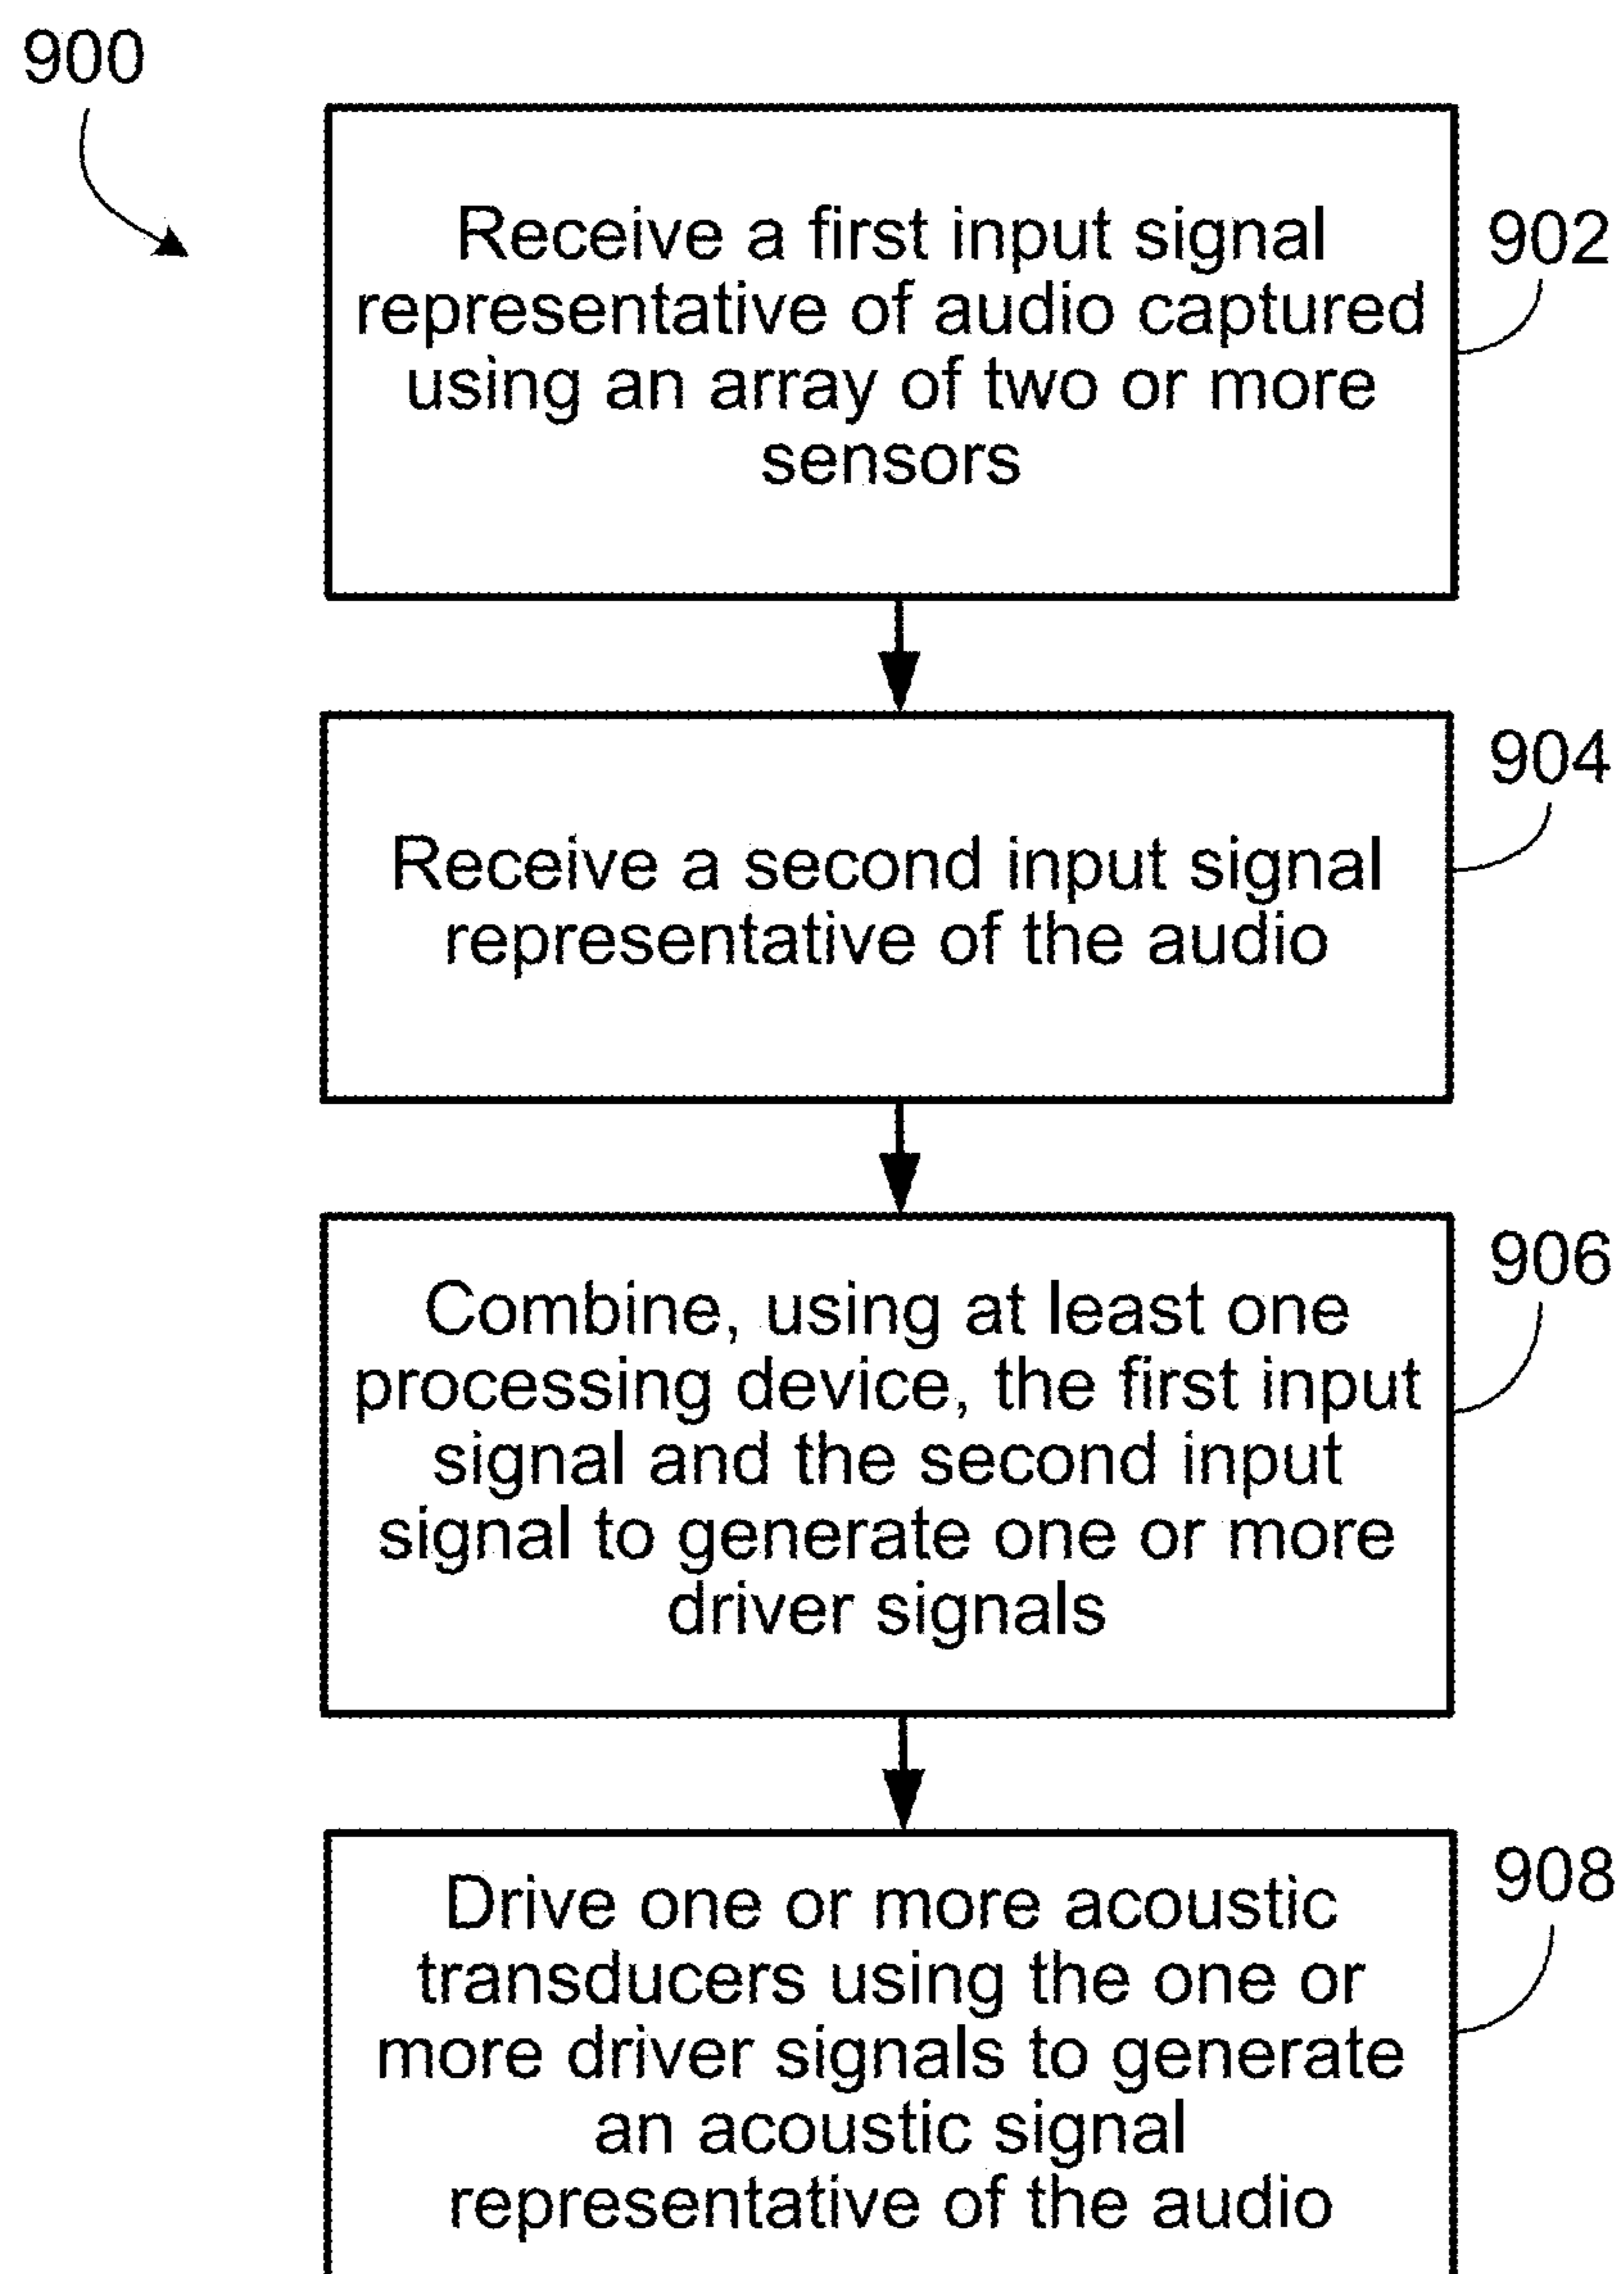 900
Receive a first input signal
representative of audio captured
using an array of two or more
sensors
902
Receive a second input signal
representative of the audio
904
Combine, using at least one
processing device, the first input
signal and the second input
signal to generate one or more
driver signals
906
Drive one or more acoustic
transducers using the one or
more driver signals to generate
an acoustic signal
representative of the audio
908